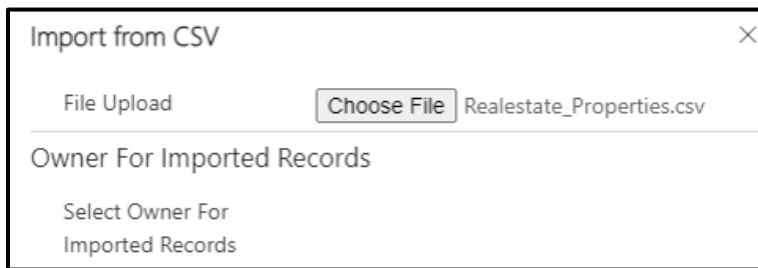 Import from CSV
File Upload Choose File Realestate_Properties.csv
Owner For Imported Records
Select Owner For
Imported Records